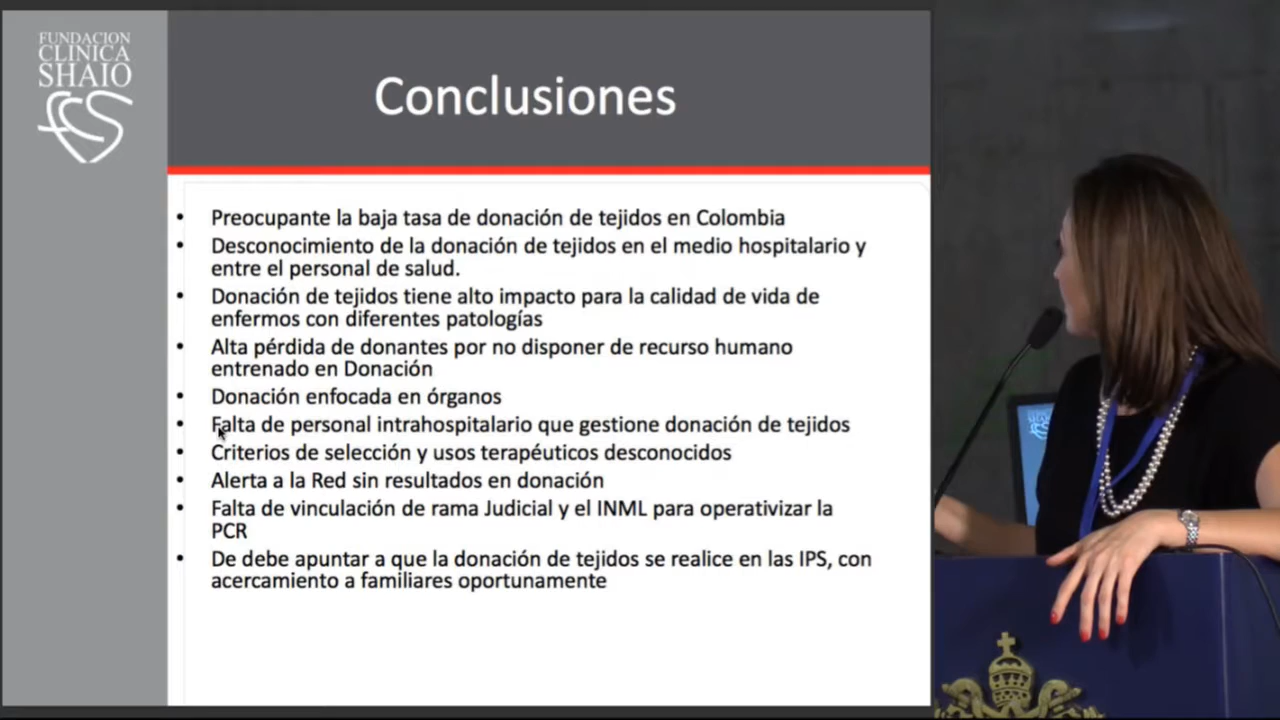 FUNDACION
CLINICA
SHAIO
Conclusiones
• Preocupante la baja tasa de donación de tejidos en Colombia
• Desconocimiento de la donación de tejidos en el medio hospitalario y
entre el personal de salud.
• Donación de tejidos tiene alto impacto para la calidad de vida de
enfermos con diferentes patologías
• Alta pérdida de donantes por no disponer de recurso humano
entrenado en Donación
• Donación enfocada en órganos
• Falta de personal intrahospitalario que gestione donación de tejidos
• Criterios de selección y usos terapéuticos desconocidos
• Alerta a la Red sin resultados en donación
• Falta de vinculación de rama Judicial y el INML para operativizar la
PCR
• De debe apuntar a que la donación de tejidos se realice en las IPS, con
acercamiento a familiares oportunamente